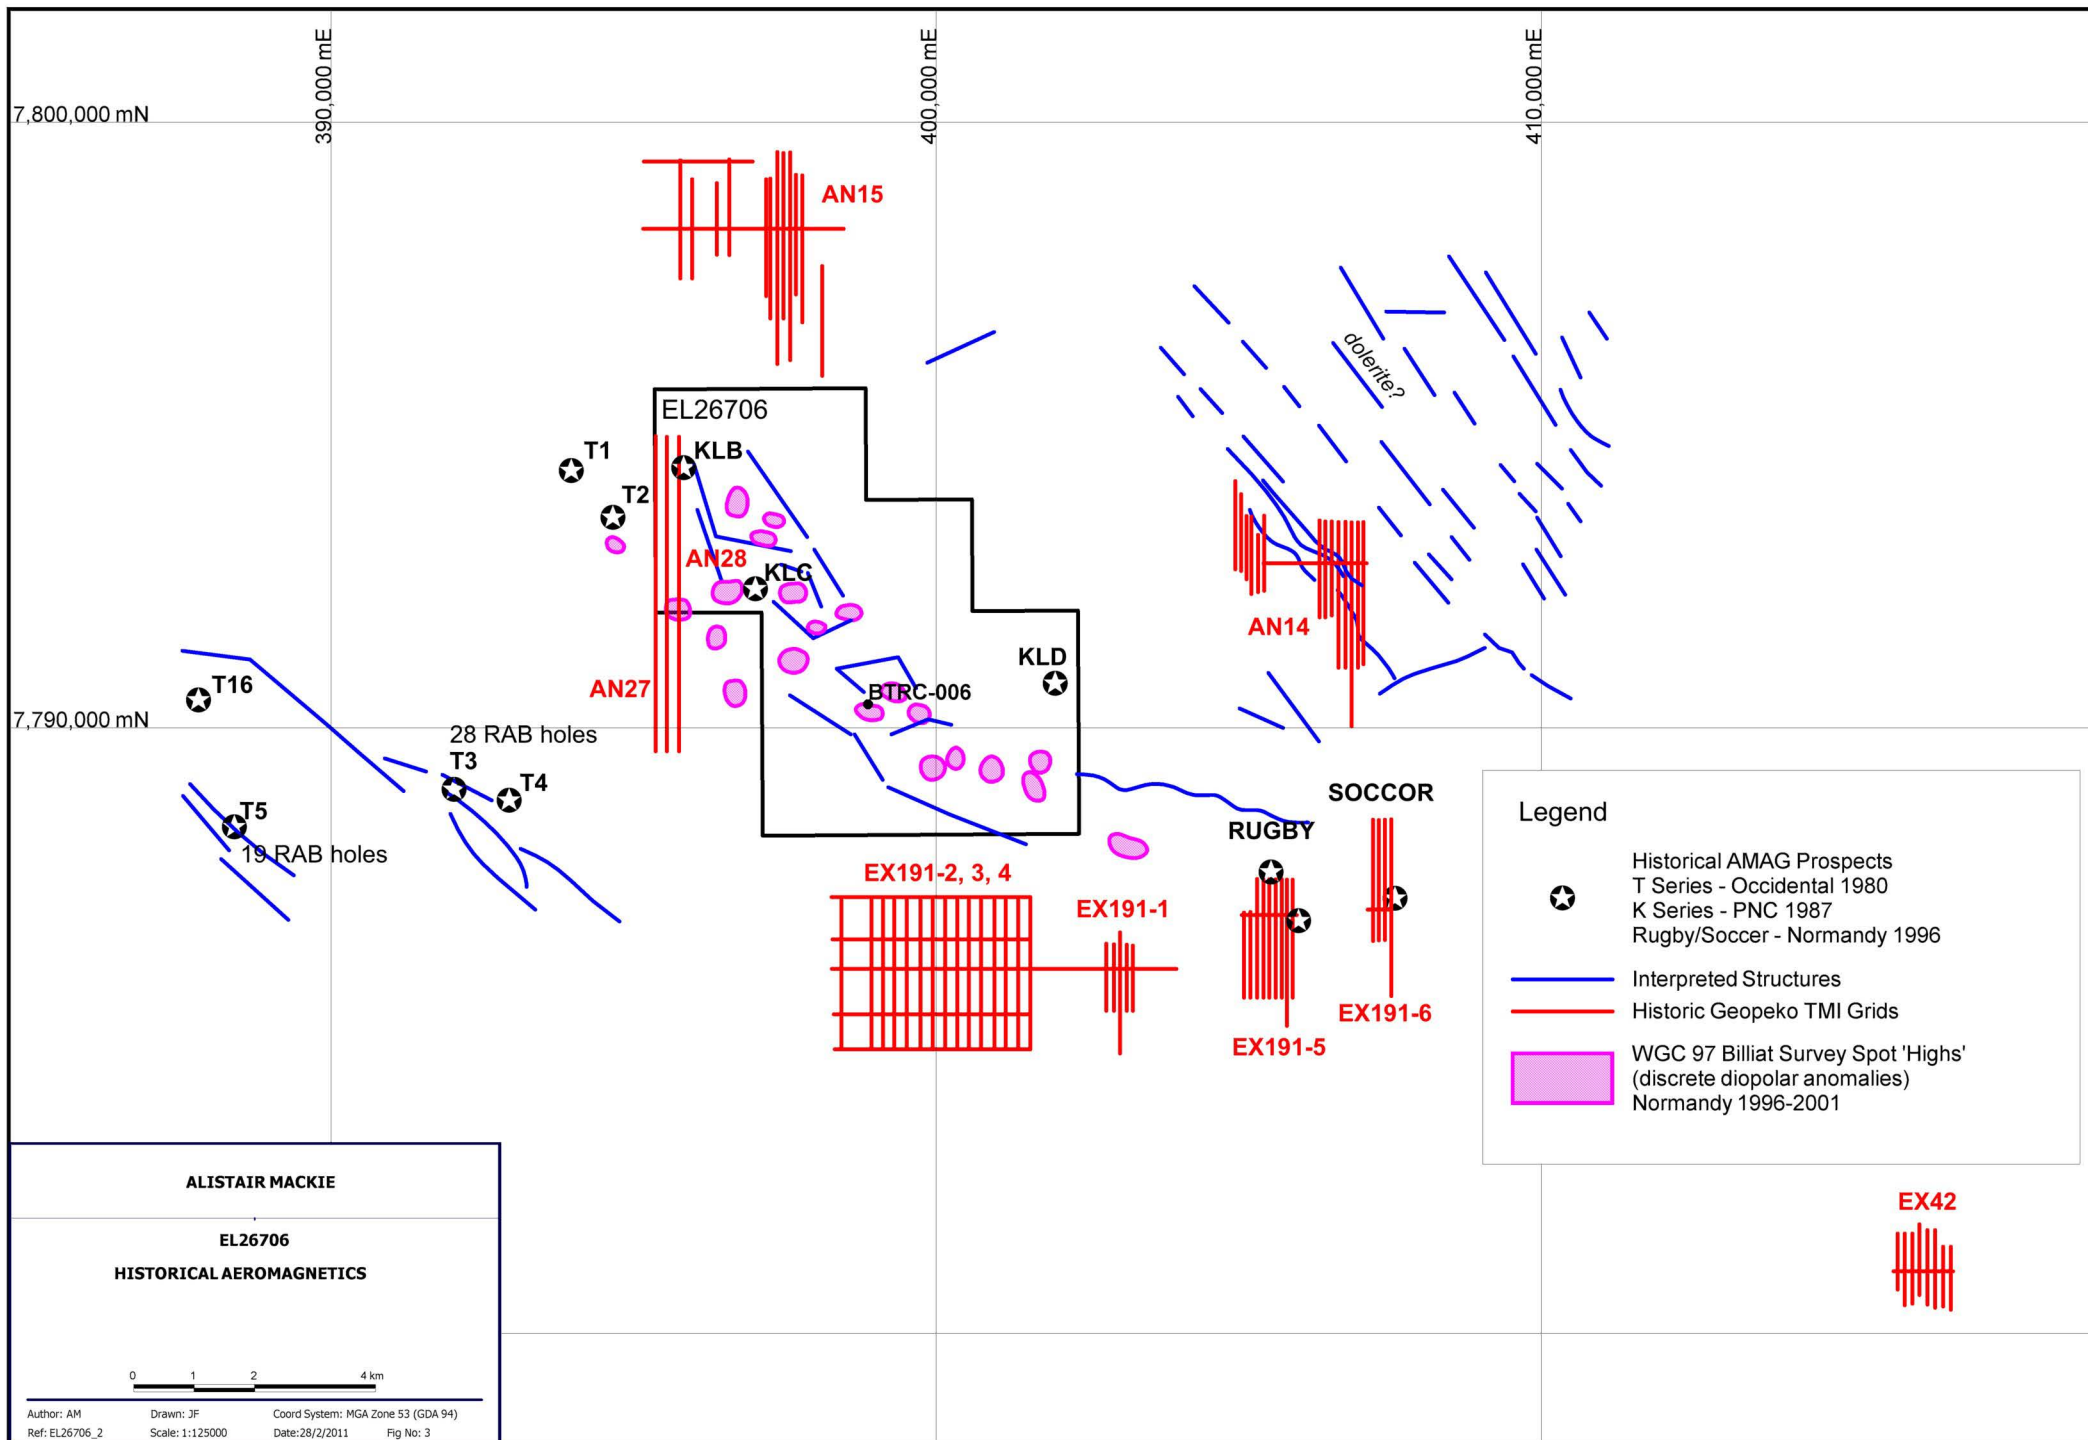 390,000 mE
400,000 mE
410,000 mE
7,800,000 mN
AN15
dolerite?
EL26706
T1
KLB
T2
AN28
KLC
AN14
KLD
T16
AN27
BTRC-006
7,790,000 mN
28 RAB holes
T3
T4
T5
19 RAB holes
SOCCOR
RUGBY
EX191-2, 3, 4
EX191-1
EX191-6
EX191-5
EX42
Legend
Historical AMAG Prospects
T Series - Occidental 1980
K Series - PNC 1987
Rugby/Soccer - Normandy 1996
Interpreted Structures
Historic Geopeko TMI Grids
WGC 97 Billiat Survey Spot 'Highs'
(discrete diopolar anomalies)
Normandy 1996-2001
ALISTAIR MACKIE
EL26706
HISTORICAL AEROMAGNETICS
0 1 2 4 km
Author: AM Drawn: JF Coord System: MGA Zone 53 (GDA 94)
Ref: EL26706_2 Scale: 1:125000 Date:28/2/2011 Fig No: 3